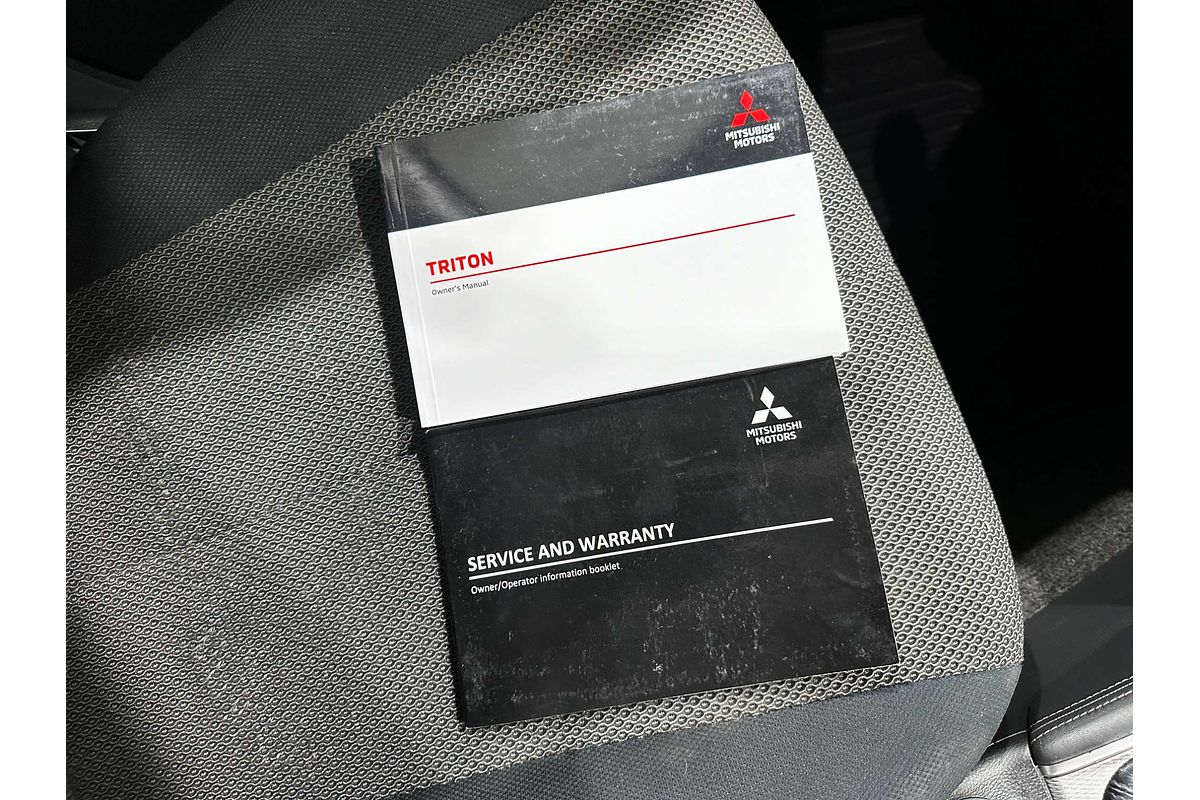 MITSUBISHI
MOTORS
TRITON
Owner's Manual
MITSUBISHI
MOTORS
SERVICE AND WARRANTY
Owner/Operator information booklet